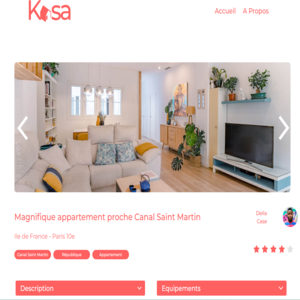 Kasa
Accueil A Propos
Magnifique appartement proche Canal Saint Martin
Della
Case
Ile de France - Paris 10e
Canal Saint Martin République Appartement
Description Equipements